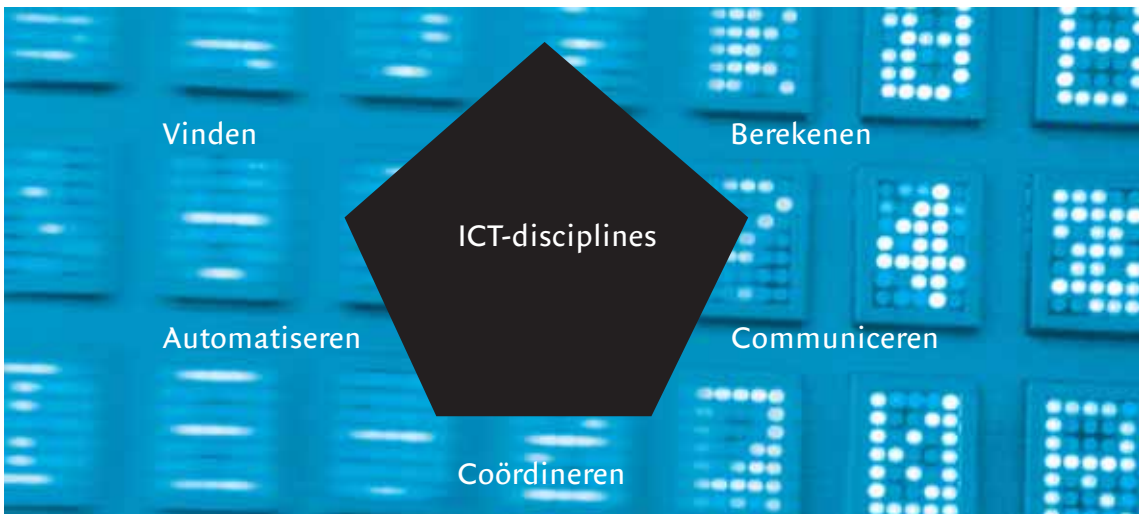 Vinden
Berekenen
ICT-disciplines
Automatiseren
Communiceren
Coördineren